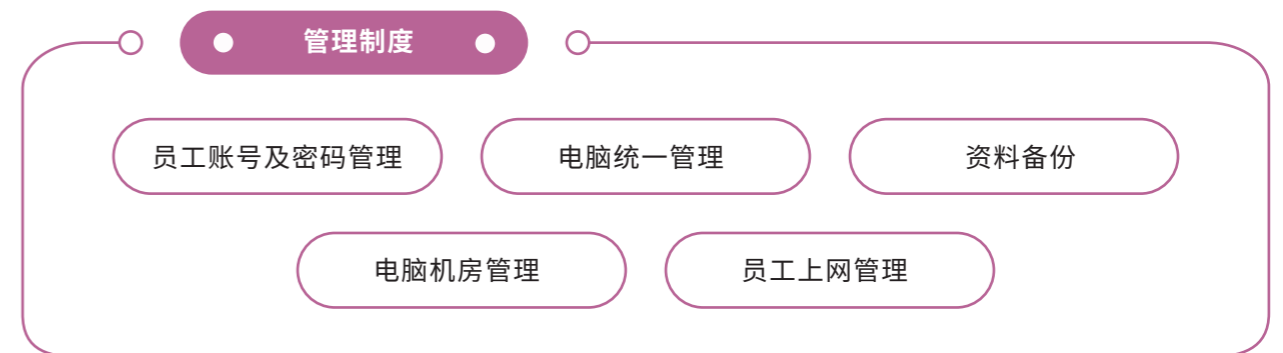 管理制度
员工账号及密码管理
电脑统一管理
资料备份
电脑机房管理
员工上网管理